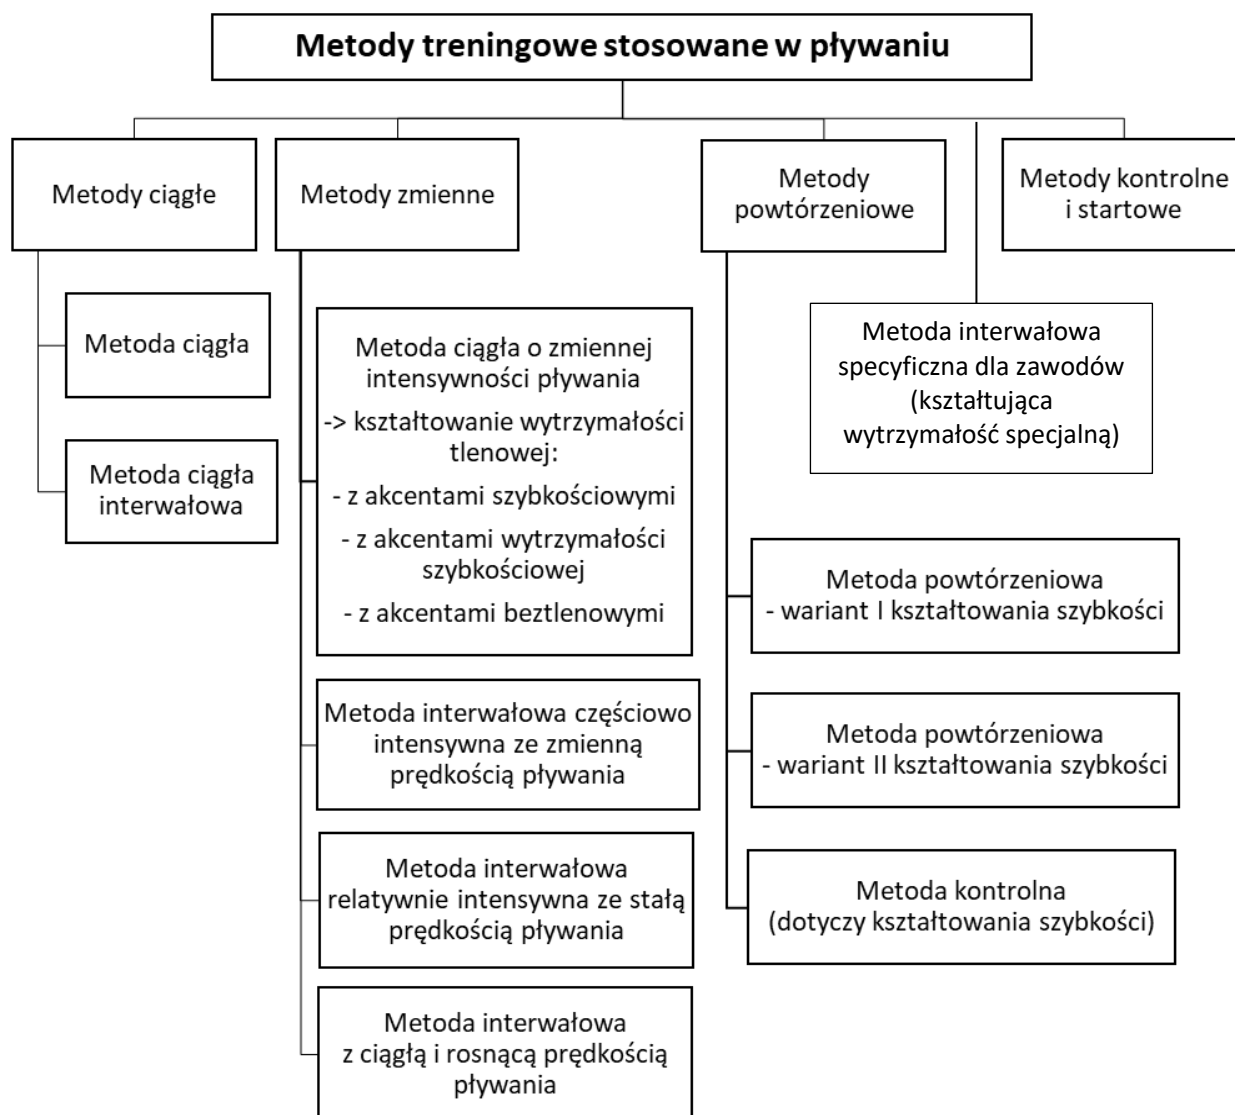 Metody treningowe stosowane w pływaniu
Metody ciągłe
Metoda ciągła
Metoda ciągła
interwałowa
Metody zmienne
Metoda ciągła o zmiennej
intensywności pływania
-> kształtowanie wytrzymałości
tlenowej:
- z akcentami szybkościowymi
- z akcentami wytrzymałości
szybkościowej
- z akcentami beztlenowymi
Metoda interwałowa częściowo
intensywna ze zmienną
prędkością pływania
Metoda interwałowa
relatywnie intensywna ze stałą
prędkością pływania
Metoda interwałowa
z ciągłą i rosnącą prędkością
pływania
Metody
powtórzeniowe
Metoda powtórzeniowa
- wariant I kształtowania szybkości
Metoda powtórzeniowa
- wariant II kształtowania szybkości
Metoda kontrolna
(dotyczy kształtowania szybkości)
Metoda interwałowa
specyficzna dla zawodów
(kształtująca
wytrzymałość specjalną)
Metody kontrolne
i startowe